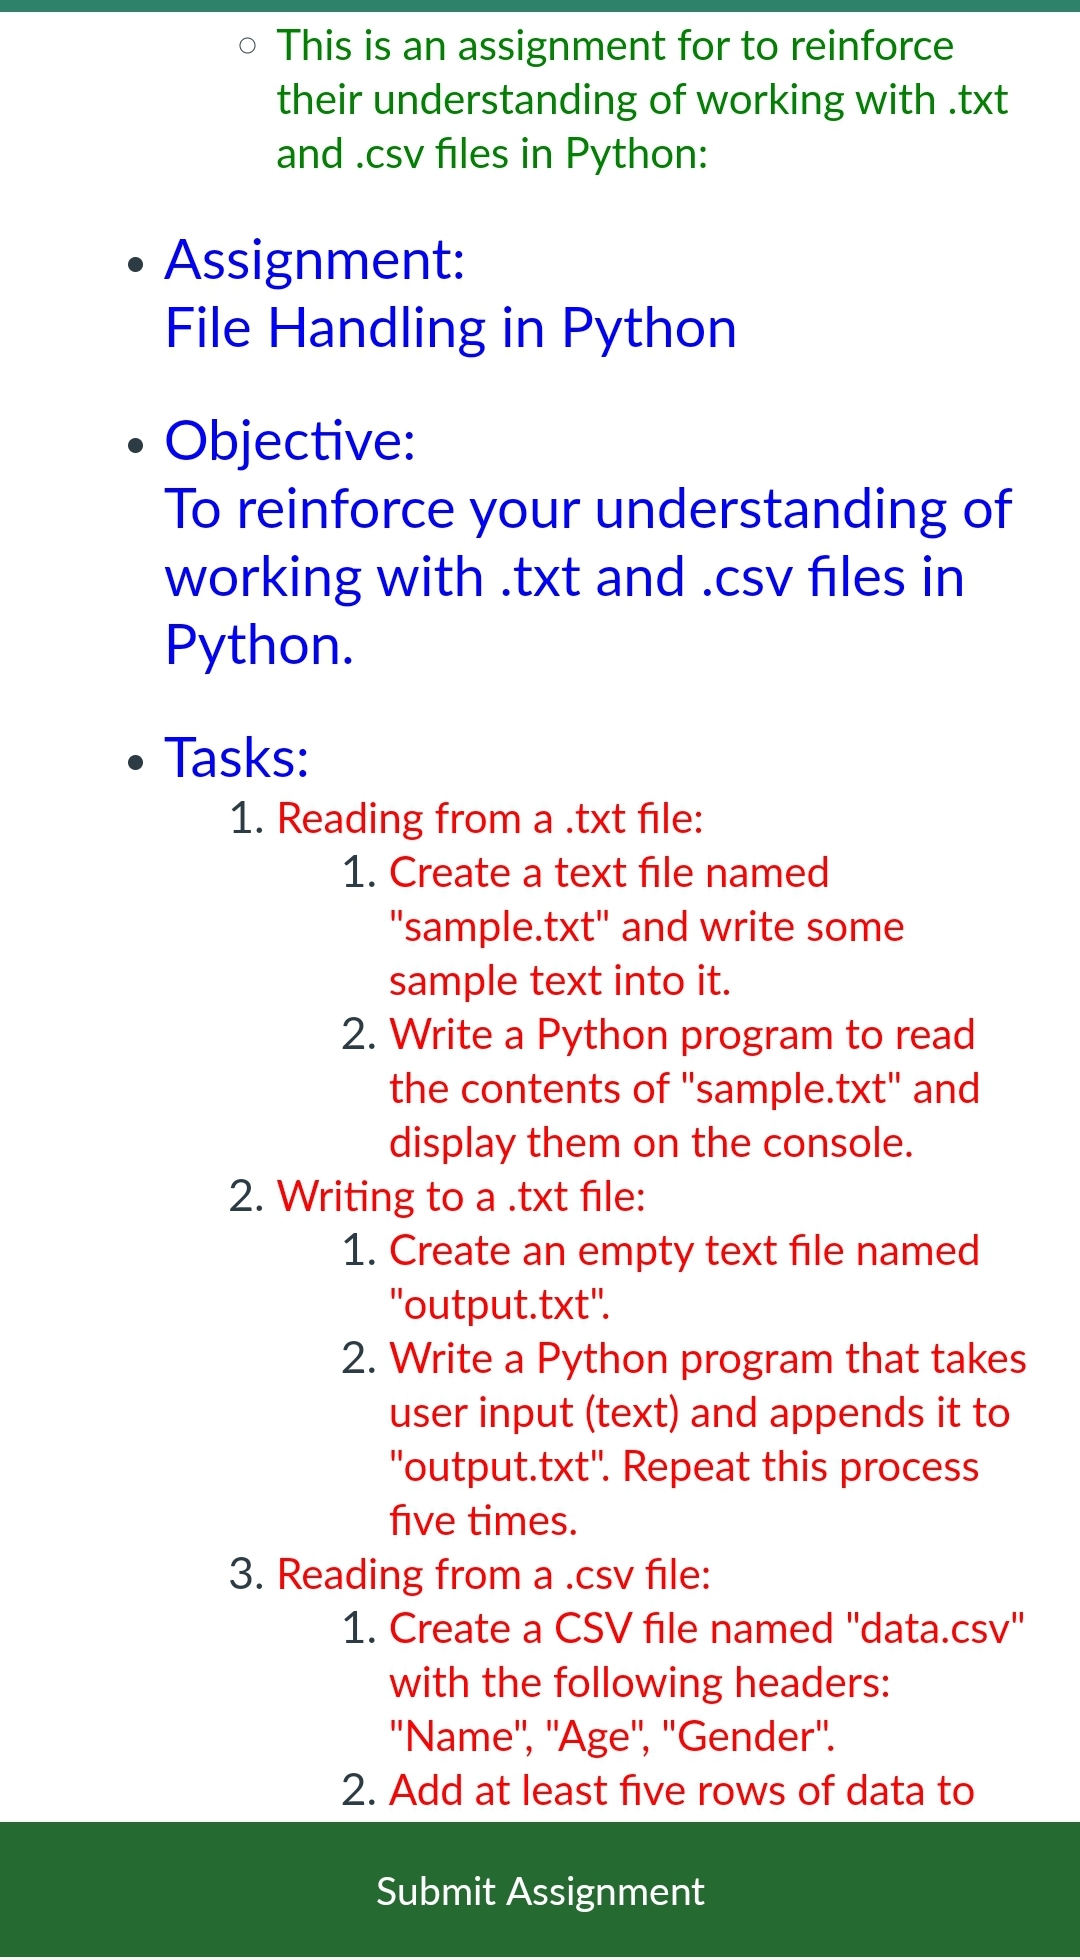 This is an assignment for to reinforce
their understanding of working with .txt
and .csv files in Python:
Assignment:
File Handling in Python
Objective:
To reinforce your understanding of
working with .txt and .csv files in
Python.
Tasks:
1. Reading from a .txt file:
1. Create a text file named
"sample.txt" and write some
sample text into it.
2. Write a Python program to read
the contents of "sample.txt" and
display them on the console.
2. Writing to a .txt file:
1. Create an empty text file named
"output.txt".
2. Write a Python program that takes
user input (text) and appends it to
"output.txt". Repeat this process
five times.
3. Reading from a .csv file:
1. Create a CSV file named "data.csv"
with the following headers:
"Name", "Age", "Gender".
2. Add at least five rows of data to
Submit Assignment